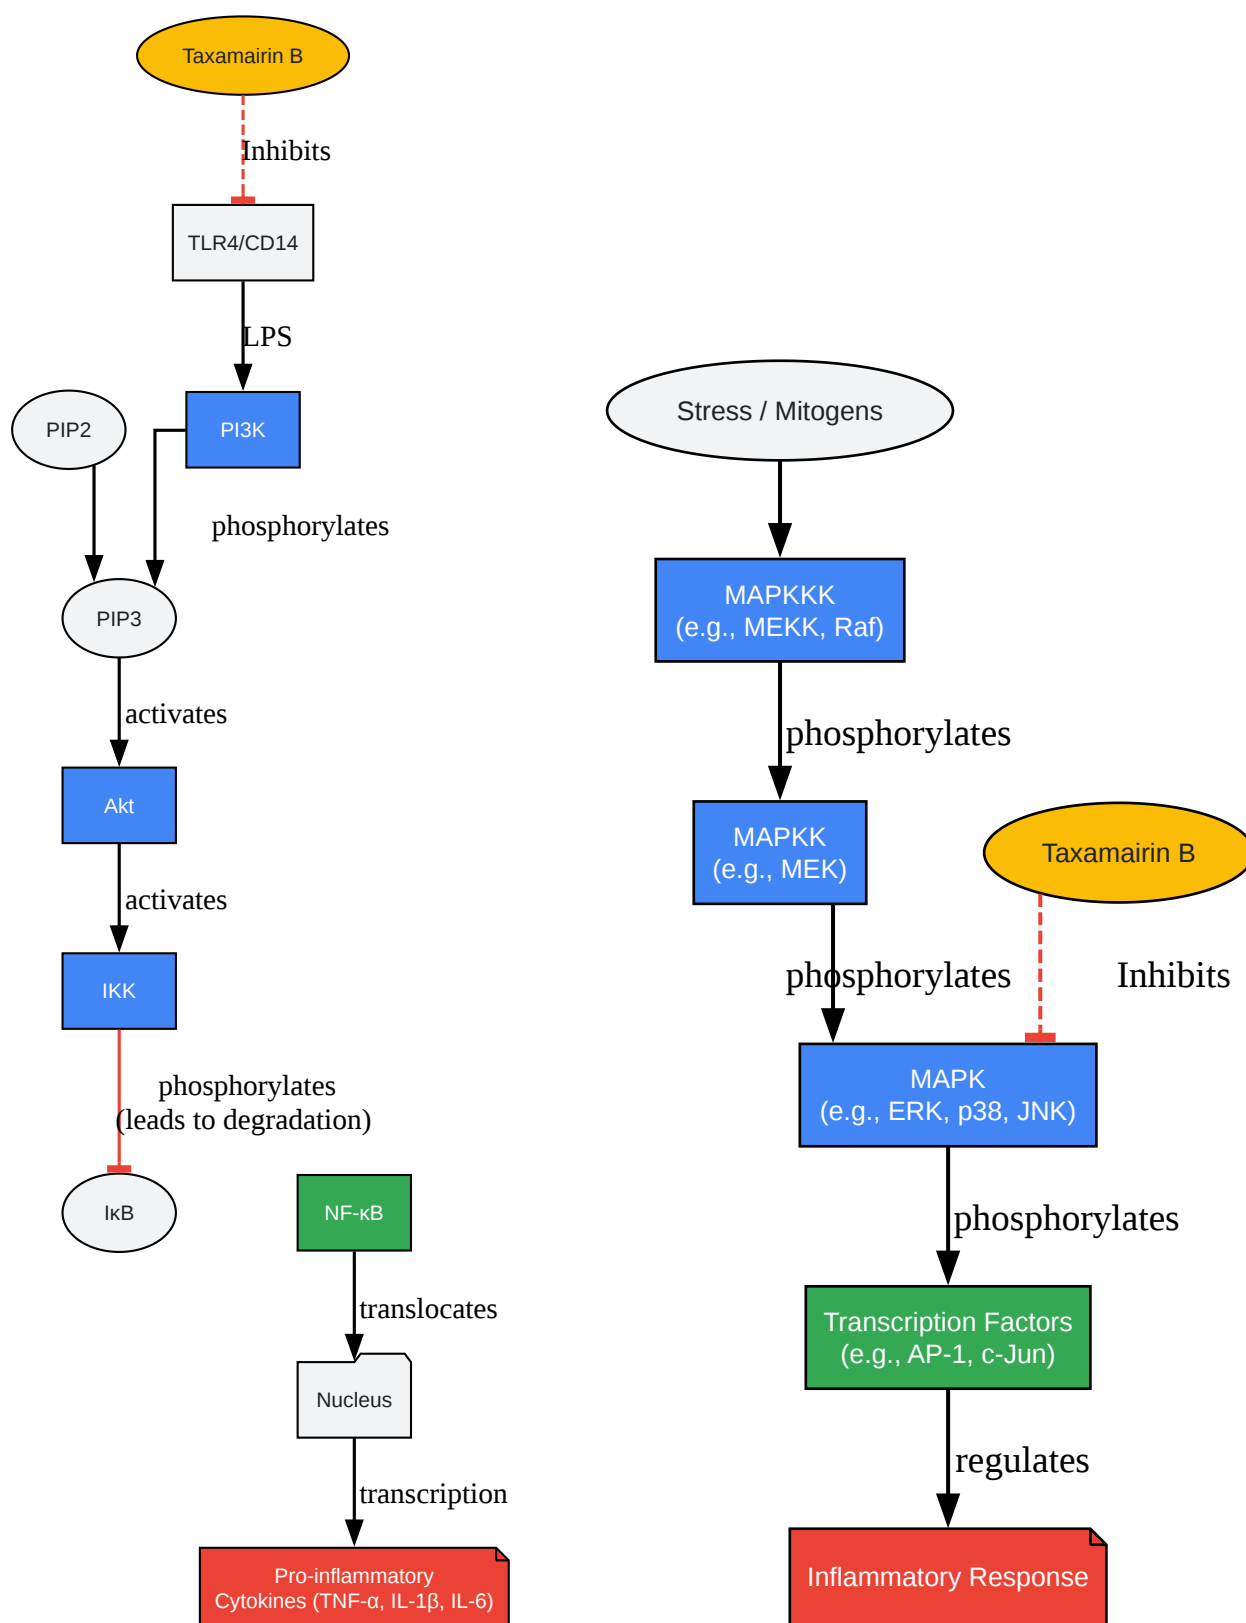 Taxamairin B
Inhibits
TLR4/CD14
LPS
PIP2
PI3K
phosphorylates
PIP3
activates
Akt
activates
IKK
phosphorylates
(leads to degradation)
IκB
NF-κB
translocates
Nucleus
transcription
Pro-inflammatory
Cytokines (TNF-α, IL-1β, IL-6)
Stress / Mitogens
MAPKKK
(e.g., MEKK, Raf)
phosphorylates
MAPKK
(e.g., MEK)
Taxamairin B
phosphorylates
Inhibits
MAPK
(e.g., ERK, p38, JNK)
phosphorylates
Transcription Factors
(e.g., AP-1, c-Jun)
regulates
Inflammatory Response